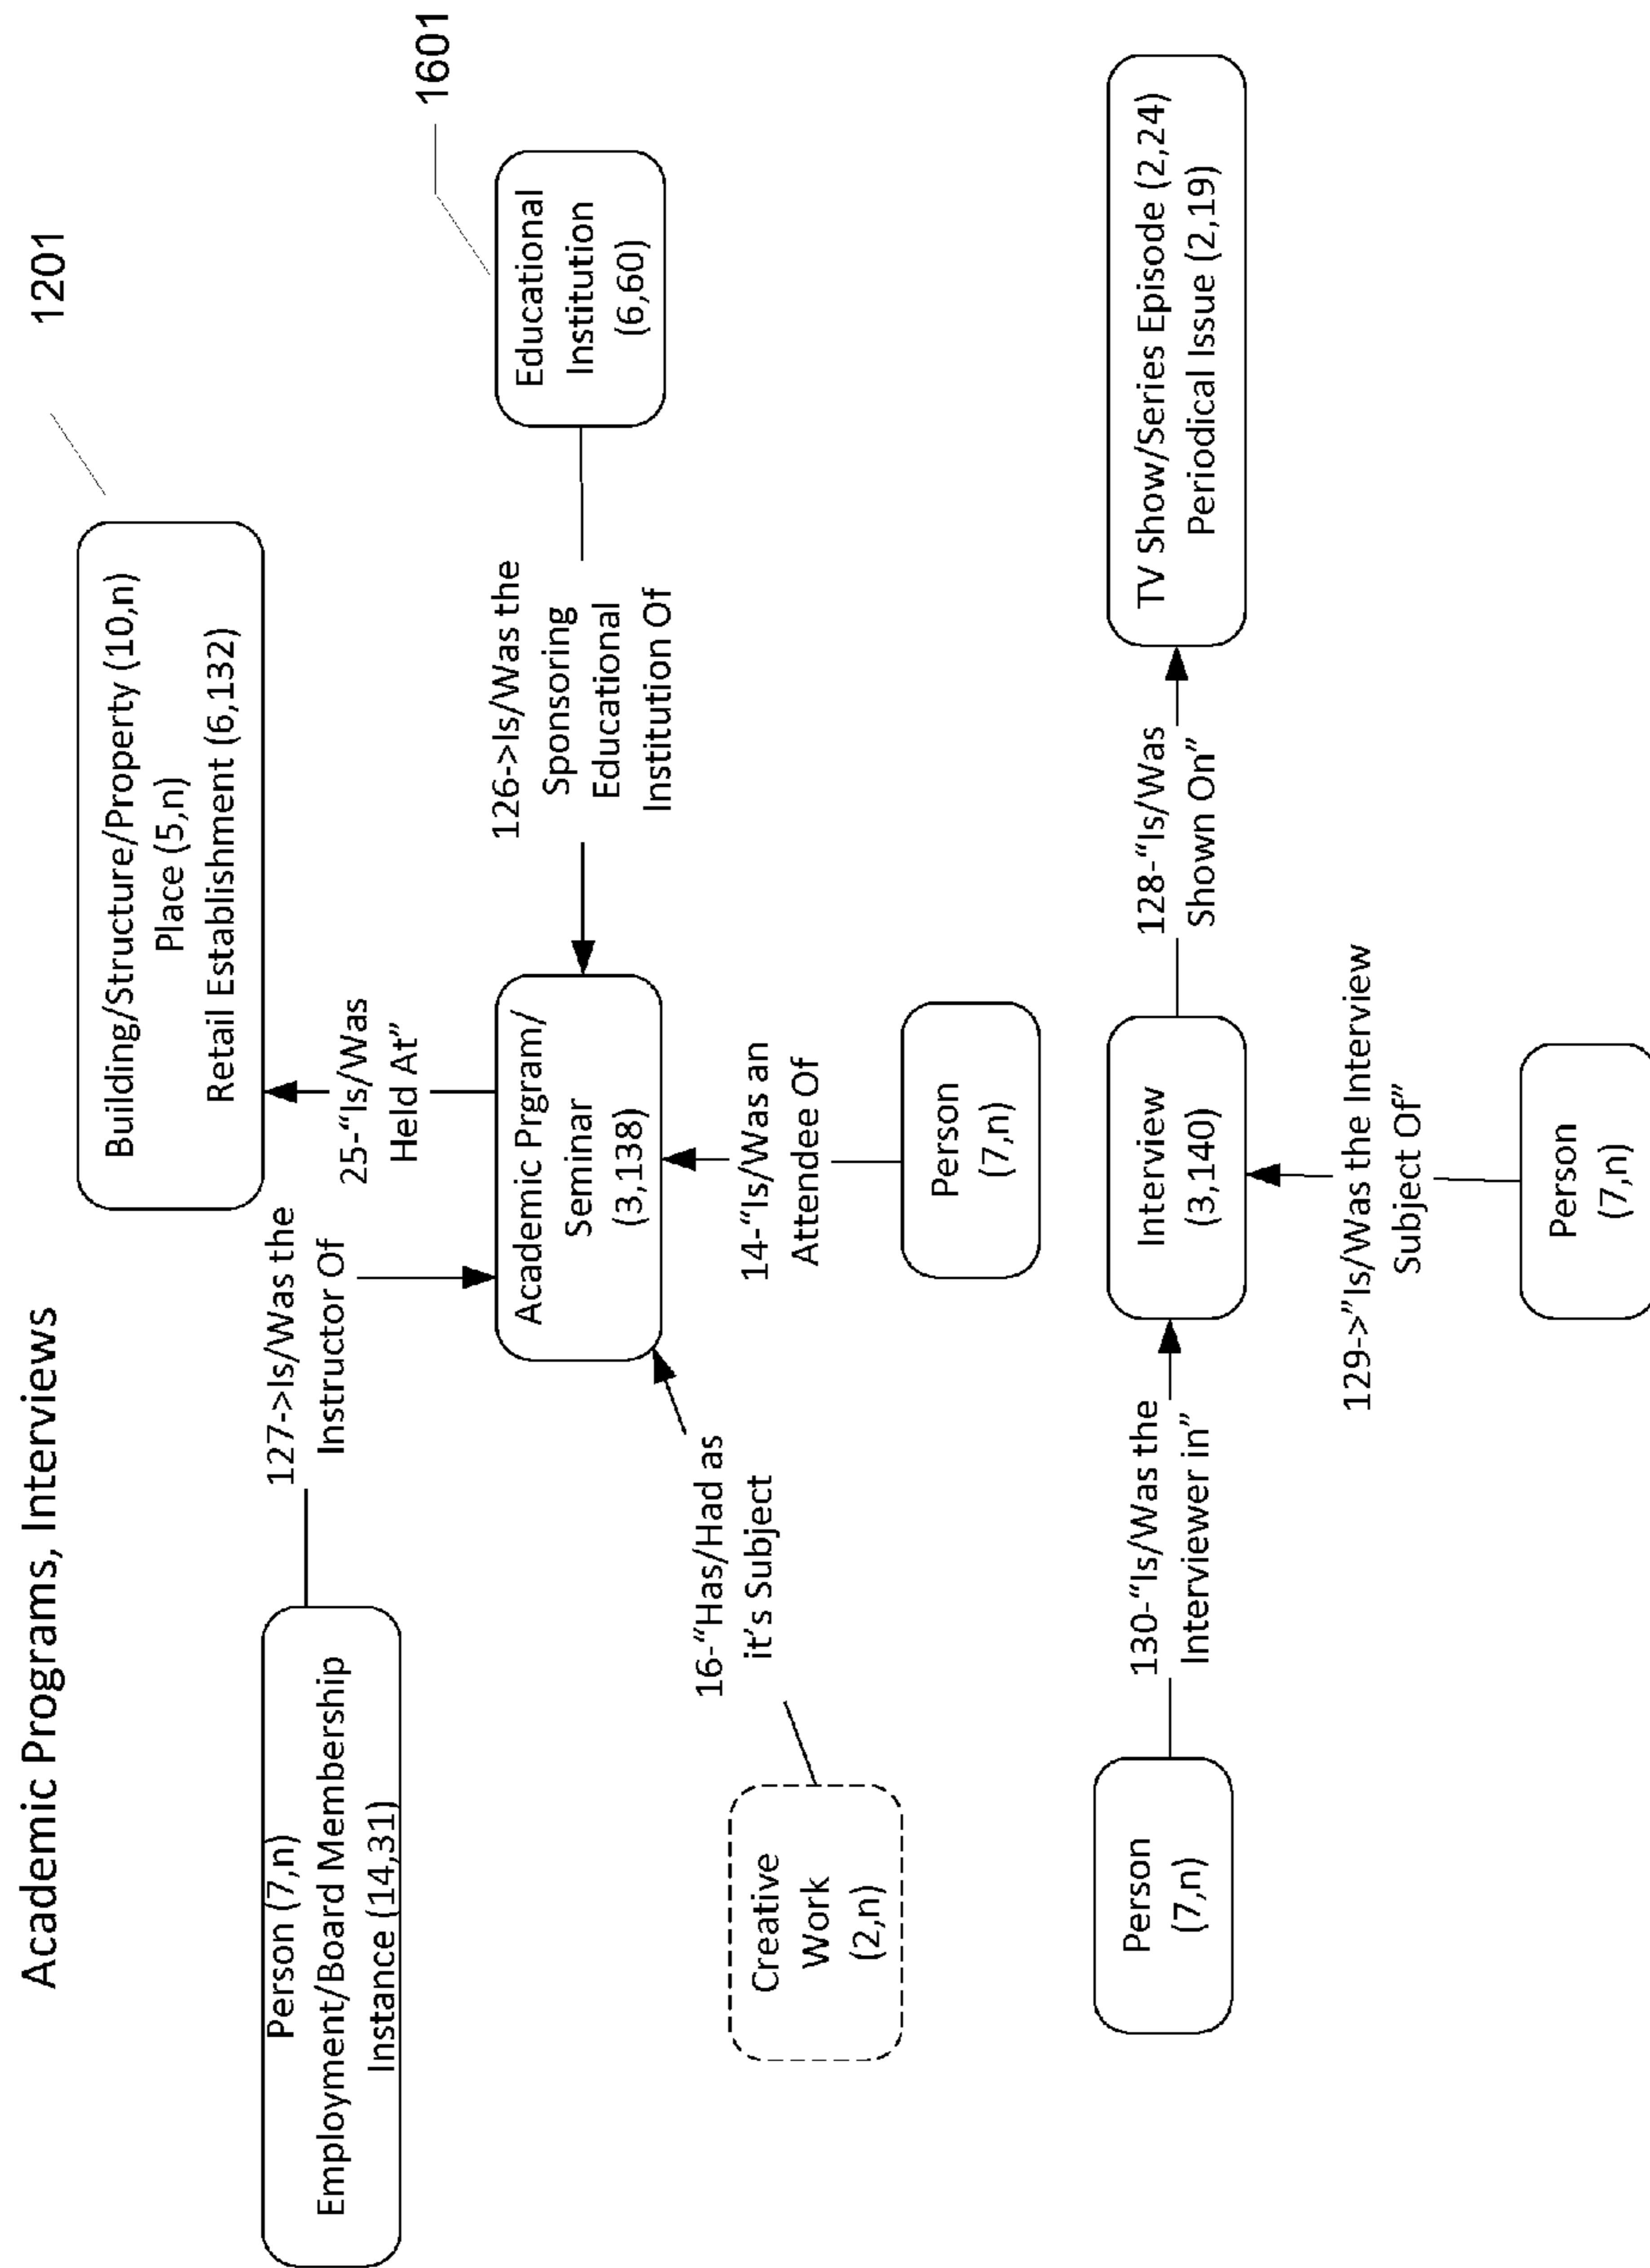 Academic Programs, Interviews
1201
1601
Person (7,n)
Employment/Board Membership
Instance (14,31)
127->Is/Was the
Instructor Of
Building/Structure/Property (10,n)
Place (5,n)
Retail Establishment (6,132)
25-“Is/Was
Held At”
Academic Prgram/
Seminar
(3,138)
126->Is/Was the
Sponsoring
Educational
Institution Of
Educational
Institution
(6,60)
16-“Has/Had as
it’s Subject
Creative
Work
(2,n)
14-“Is/Was an
Attendee Of
Person
(7,n)
Person
(7,n)
130-“Is/Was the
Interviewer in”
Interview
(3,140)
128-“Is/Was
Shown On”
TV Show/Series Episode (2,24)
Periodical Issue (2,19)
129->”Is/Was the Interview
Subject Of”
Person
(7,n)